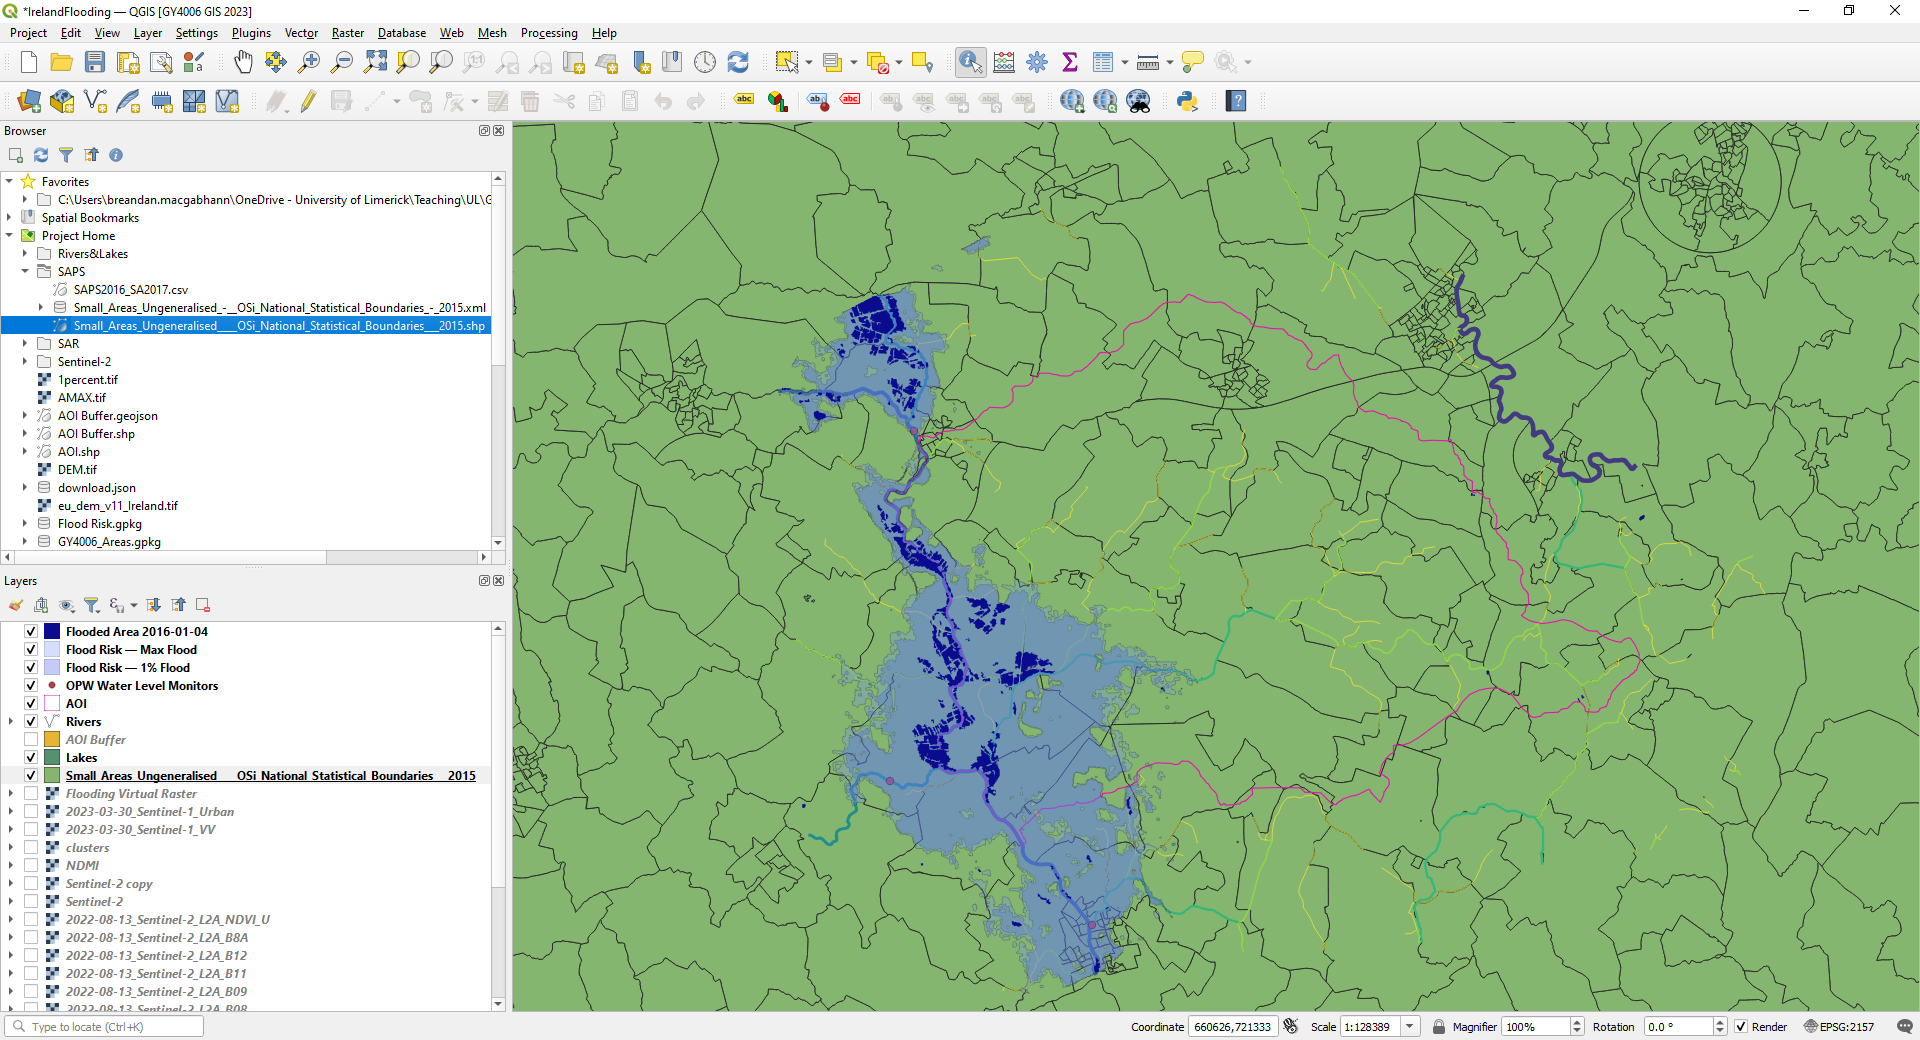 *IrelandFlooding — QGIS [GY4006 GIS 2023]
Project Edit View Layer Settings Plugins Vector Raster Database Web Mesh Processing Help
Browser
Favorites
C:\Users\breandan.macgabhann\OneDrive - University of Limerick\Teaching\UL\G
Spatial Bookmarks
Project Home
Rivers&Lakes
SAPS
SAPS2016_SA2017.csv
Small_Areas_Ungeneralised_-__OSi_National_Statistical_Boundaries_-_2015.xml
Small_Areas_Ungeneralised___OSi_National_Statistical_Boundaries__2015.shp
SAR
Sentinel-2
1percent.tif
AMAX.tif
AOI Buffer.geojson
AOI Buffer.shp
AOI.shp
DEM.tif
download.json
eu_dem_v11_Ireland.tif
Flood Risk.gpkg
GY4006_Areas.gpkg
Layers
Flooded Area 2016-01-04
Flood Risk — Max Flood
Flood Risk — 1% Flood
OPW Water Level Monitors
AOI
Rivers
AOI Buffer
Lakes
Small_Areas_Ungeneralised___OSi_National_Statistical_Boundaries__2015
Flooding Virtual Raster
2023-03-30_Sentinel-1_Urban
2023-03-30_Sentinel-1_VV
clusters
NDMI
Sentinel-2 copy
Sentinel-2
2022-08-13_Sentinel-2_L2A_NDVI_U
2022-08-13_Sentinel-2_L2A_B8A
2022-08-13_Sentinel-2_L2A_B12
2022-08-13_Sentinel-2_L2A_B11
2022-08-13_Sentinel-2_L2A_B09
2022-08-13_Sentinel-2_L2A_B08
Type to locate (Ctrl+K)
Coordinate 660626,721333 Scale 1:128389 Magnifier 100% Rotation 0.0 ° Render EPSG:2157